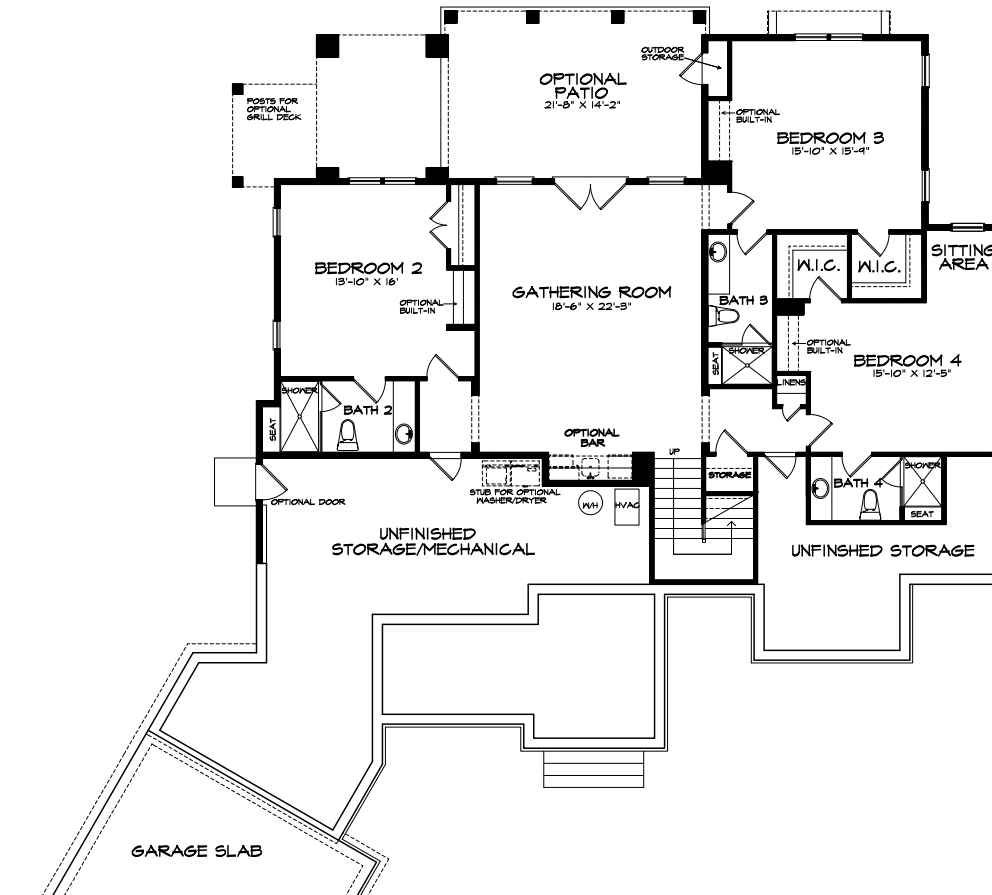 OUTDOOR
STORAGE
OPTIONAL
PATIO
21'-8" X 14'-2"
POSTS FOR
OPTIONAL
GRILL DECK
OPTIONAL
BUILT-IN
BEDROOM 3
15'-10" X 15'-9"
SITTING
AREA
W.I.C.
W.I.C.
BEDROOM 2
13'-10" X 16'
OPTIONAL
BUILT-IN
GATHERING ROOM
18'-6" X 22'-3"
BATH 3
SHOWER
SEAT
OPTIONAL
BUILT-IN
BEDROOM 4
15'-10" X 12'-5"
LINENS
SHOWER
SEAT
BATH 2
OPTIONAL
BAR
UP
STORAGE
BATH 4
SHOWER
SEAT
OPTIONAL DOOR
STUB FOR OPTIONAL
WASHER/DRYER
W/H
HVAC
UNFINISHED
STORAGE/MECHANICAL
UNFINSHED STORAGE
GARAGE SLAB